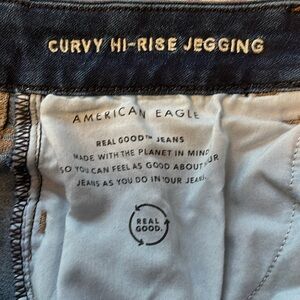 CURVY HI-RISE JEGGING
AMERICAN EAGLE
REAL GOOD™ JEANS
MADE WITH THE PLANET IN MIND
SO YOU CAN FEEL AS GOOD ABOUT
JEANS AS YOU DO IN YOUR JEANS.
REAL
GOOD.